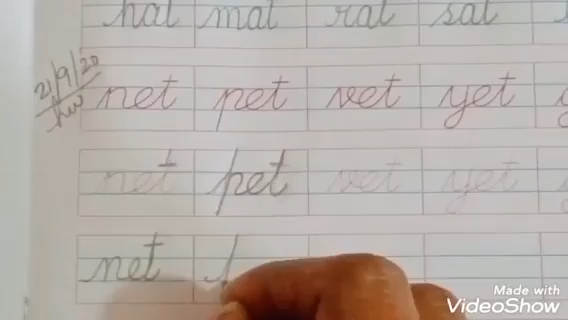 hat mat rat sat
21/9/20
HW
net pet vet yet
net pet vet yet
net
Made with
VideoShow